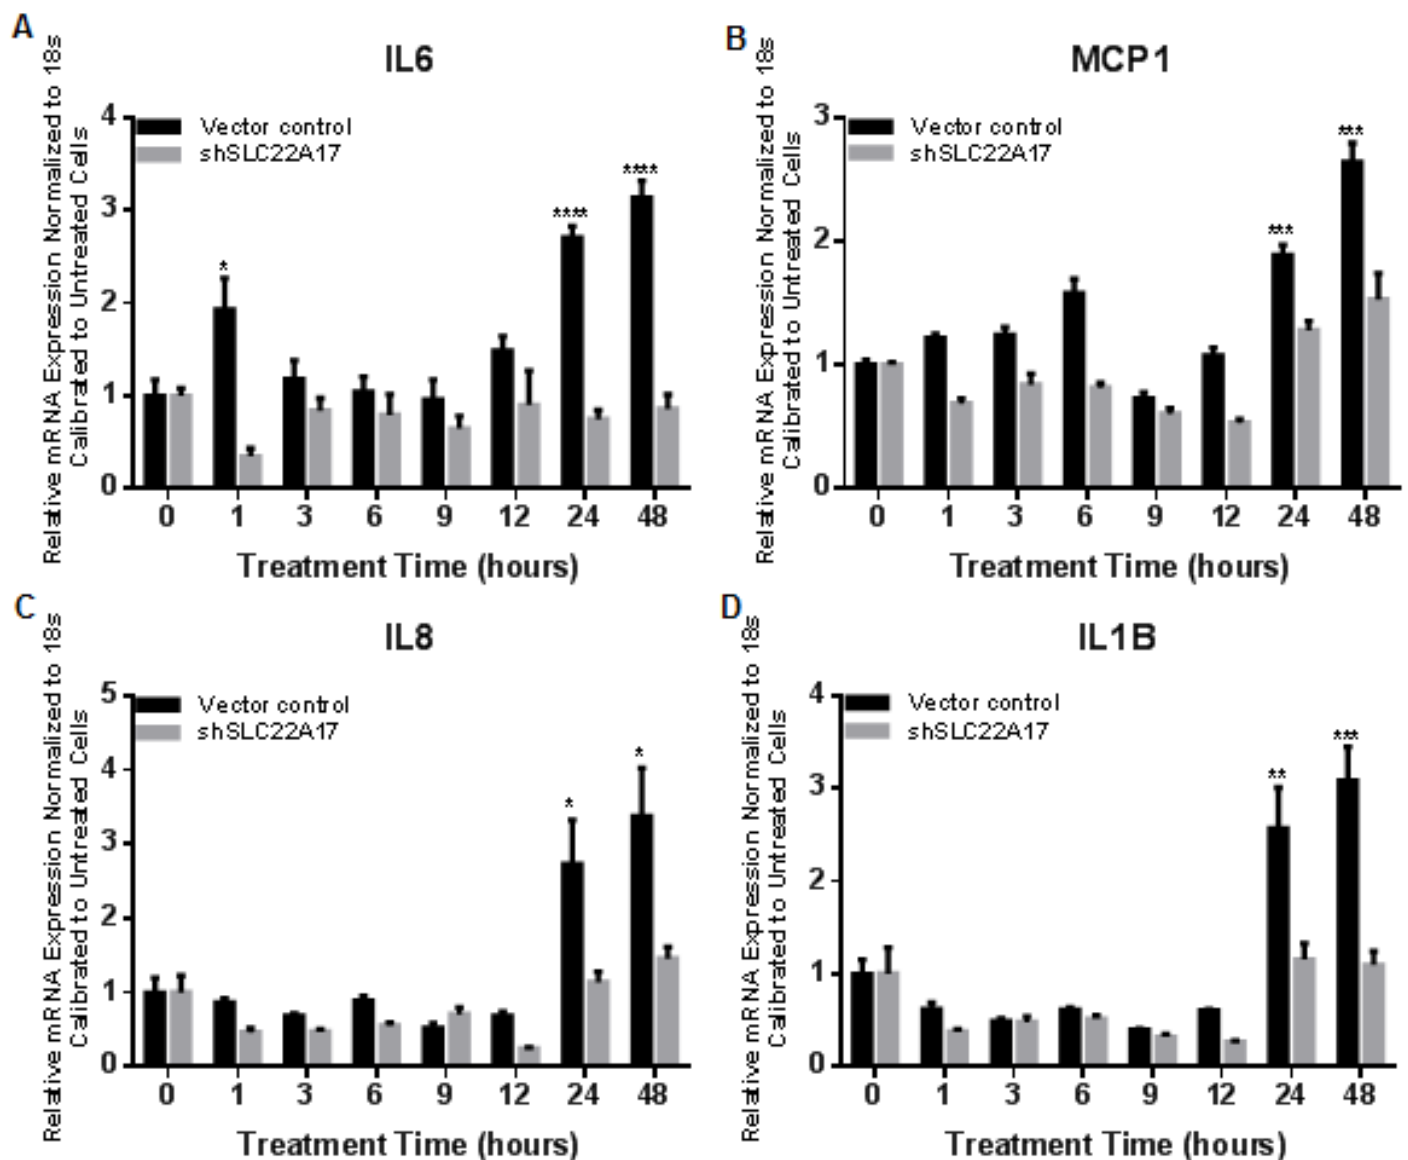 A
IL6
Relative mRNA Expression Normalized to 18s
Calibrated to Untreated Cells
4
3
2
1
0
Vector control
shSLC22A17
*
****
****
0 1 3 6 9 12 24 48
Treatment Time (hours)
B
MCP1
Relative mRNA Expression Normalized to 18s
Calibrated to Untreated Cells
3
2
1
0
Vector control
shSLC22A17
***
***
0 1 3 6 9 12 24 48
Treatment Time (hours)
C
IL8
Relative mRNA Expression Normalized to 18s
Calibrated to Untreated Cells
5
4
3
2
1
0
Vector control
shSLC22A17
*
*
0 1 3 6 9 12 24 48
Treatment Time (hours)
D
IL1B
Relative mRNA Expression Normalized to 18s
Calibrated to Untreated Cells
4
3
2
1
0
Vector control
shSLC22A17
**
***
0 1 3 6 9 12 24 48
Treatment Time (hours)